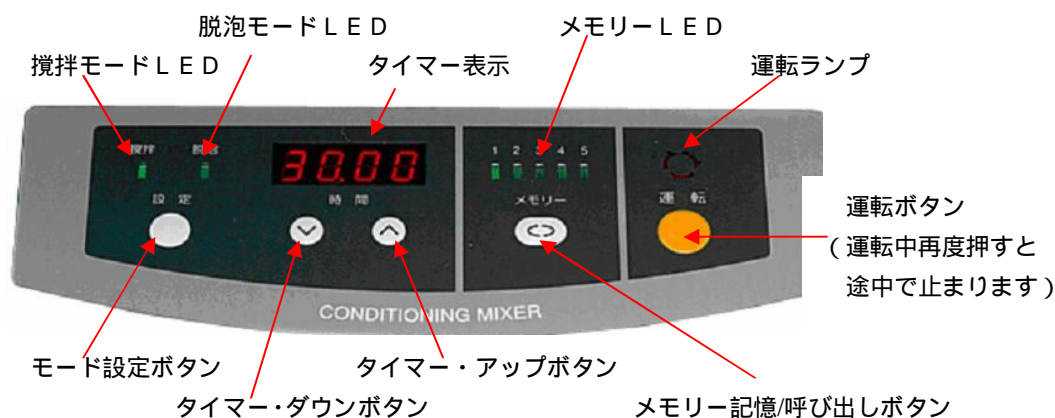 脱泡モードＬＥＤ
メモリーＬＥＤ
撹拌モードＬＥＤ
タイマー表示
運転ランプ
撹拌
脱泡
30.00
1 2 3 4 5
設定
時間
メモリー
運転
運転ボタン
（運転中再度押すと
途中で止まります）
CONDITIONING MIXER
モード設定ボタン
タイマー・アップボタン
タイマー・ダウンボタン
メモリー記憶/呼び出しボタン